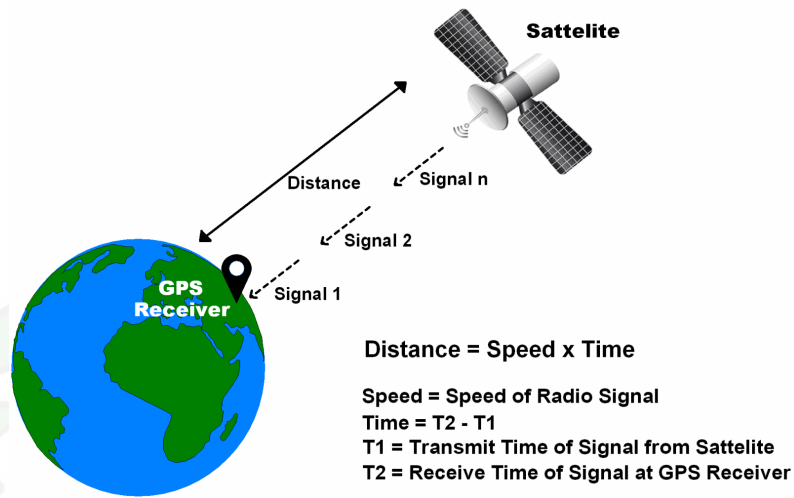 Sattelite
Distance
Signal n
Signal 2
Signal 1
GPS
Receiver
Distance = Speed x Time
Speed = Speed of Radio Signal
Time = T2 - T1
T1 = Transmit Time of Signal from Sattelite
T2 = Receive Time of Signal at GPS Receiver